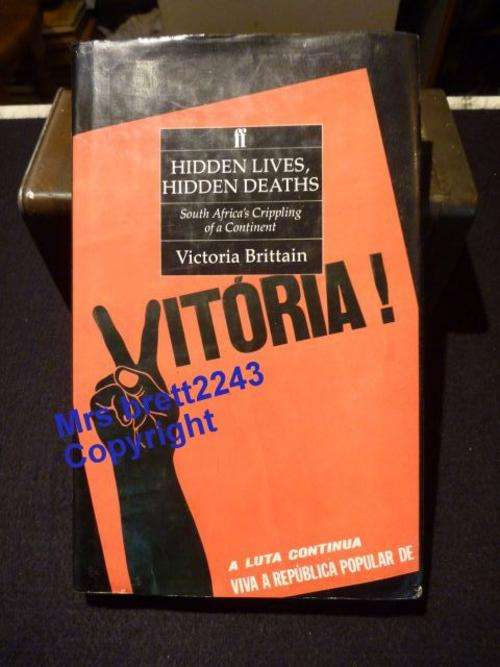 ff
HIDDEN LIVES,
HIDDEN DEATHS
South Africa's Crippling
of a Continent
Victoria Brittain
VITÓRIA!
Mrs brett2243
Copyright
A LUTA CONTINUA
VIVA A REPÚBLICA POPULAR DE